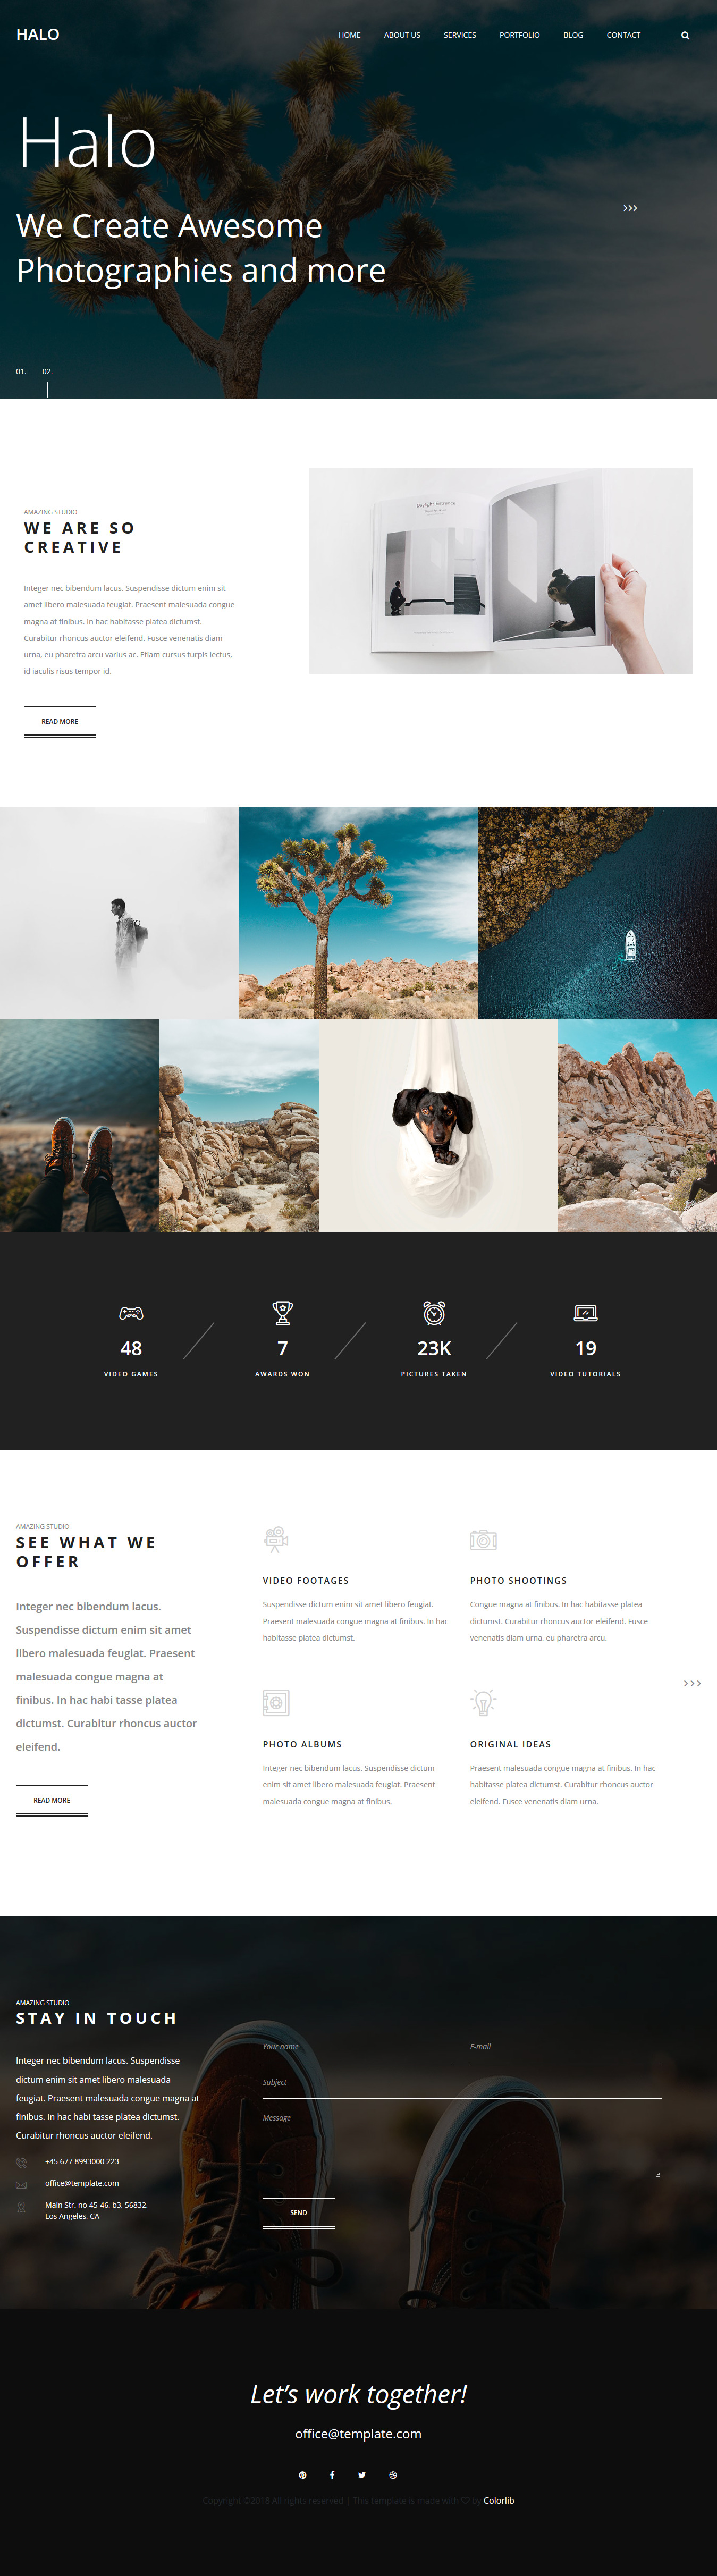 HALO
HOME ABOUT US SERVICES PORTFOLIO BLOG CONTACT
Halo
We Create Awesome
Photographies and more
01. 02
AMAZING STUDIO
WE ARE SO
CREATIVE
Integer nec bibendum lacus. Suspendisse dictum enim sit
amet libero malesuada feugiat. Praesent malesuada congue
magna at finibus. In hac habitasse platea dictumst.
Curabitur rhoncus auctor eleifend. Fusce venenatis diam
urna, eu pharetra arcu varius ac. Etiam cursus turpis lectus,
id iaculis risus tempor id.
READ MORE
48
VIDEO GAMES
7
AWARDS WON
23K
PICTURES TAKEN
19
VIDEO TUTORIALS
AMAZING STUDIO
SEE WHAT WE
OFFER
Integer nec bibendum lacus.
Suspendisse dictum enim sit amet
libero malesuada feugiat. Praesent
malesuada congue magna at
finibus. In hac habi tasse platea
dictumst. Curabitur rhoncus auctor
eleifend.
READ MORE
VIDEO FOOTAGES
Suspendisse dictum enim sit amet libero feugiat.
Praesent malesuada congue magna at finibus. In hac
habitasse platea dictumst.
PHOTO SHOOTINGS
Congue magna at finibus. In hac habitasse platea
dictumst. Curabitur rhoncus auctor eleifend. Fusce
venenatis diam urna, eu pharetra arcu.
PHOTO ALBUMS
Integer nec bibendum lacus. Suspendisse dictum
enim sit amet libero malesuada feugiat. Praesent
malesuada congue magna at finibus.
ORIGINAL IDEAS
Praesent malesuada congue magna at finibus. In hac
habitasse platea dictumst. Curabitur rhoncus auctor
eleifend. Fusce venenatis diam urna.
AMAZING STUDIO
STAY IN TOUCH
Integer nec bibendum lacus. Suspendisse
dictum enim sit amet libero malesuada
feugiat. Praesent malesuada congue magna at
finibus. In hac habi tasse platea dictumst.
Curabitur rhoncus auctor eleifend.
+45 677 8993000 223
office@template.com
Main Str. no 45-46, b3, 56832,
Los Angeles, CA
Your name
E-mail
Subject
Message
SEND
Let’s work together!
office@template.com
Copyright ©2019 All rights reserved | This template is made with ♡ by Colorlib